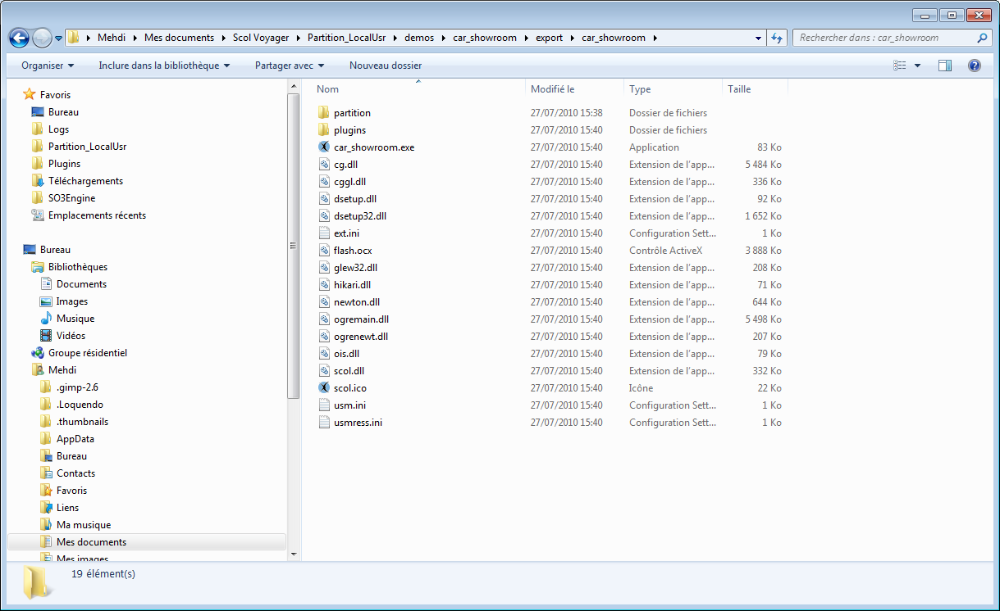 Mehdi Mes documents Scol Voyager Partition_LocalUsr demos car_showroom export car_showroom
Rechercher dans : car_showroom
Organiser Inclure dans la bibliothèque Partager avec Nouveau dossier
Favoris
Bureau
Logs
Partition_LocalUsr
Plugins
Téléchargements
SO3Engine
Emplacements récents
Bureau
Bibliothèques
Documents
Images
Musique
Vidéos
Groupe résidentiel
Mehdi
.gimp-2.6
.Loquendo
.thumbnails
AppData
Bureau
Contacts
Favoris
Liens
Ma musique
Mes documents
Mes images
Nom Modifié le Type Taille
partition 27/07/2010 15:38 Dossier de fichiers
plugins 27/07/2010 15:40 Dossier de fichiers
car_showroom.exe 27/07/2010 15:40 Application 83 Ko
cg.dll 27/07/2010 15:40 Extension de l'app... 5 484 Ko
cggl.dll 27/07/2010 15:40 Extension de l'app... 336 Ko
dsetup.dll 27/07/2010 15:40 Extension de l'app... 92 Ko
dsetup32.dll 27/07/2010 15:40 Extension de l'app... 1 652 Ko
ext.ini 27/07/2010 15:40 Configuration Sett... 1 Ko
flash.ocx 27/07/2010 15:40 Contrôle ActiveX 3 888 Ko
glew32.dll 27/07/2010 15:40 Extension de l'app... 208 Ko
hikari.dll 27/07/2010 15:40 Extension de l'app... 71 Ko
newton.dll 27/07/2010 15:40 Extension de l'app... 644 Ko
ogremain.dll 27/07/2010 15:40 Extension de l'app... 5 498 Ko
ogrenewt.dll 27/07/2010 15:40 Extension de l'app... 207 Ko
ois.dll 27/07/2010 15:40 Extension de l'app... 79 Ko
scol.dll 27/07/2010 15:40 Extension de l'app... 332 Ko
scol.ico 27/07/2010 15:40 Icône 22 Ko
usm.ini 27/07/2010 15:40 Configuration Sett... 1 Ko
usmress.ini 27/07/2010 15:40 Configuration Sett... 1 Ko
19 élément(s)